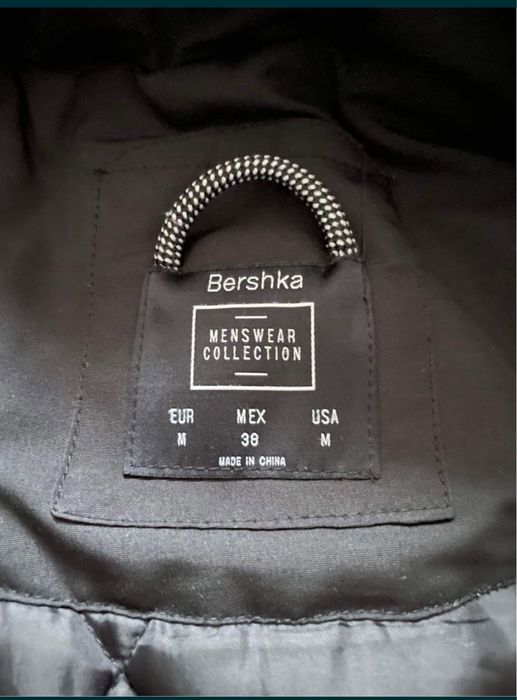 Bershka
MENSWEAR
COLLECTION
EUR MEX USA
M 38 M
MADE IN CHINA